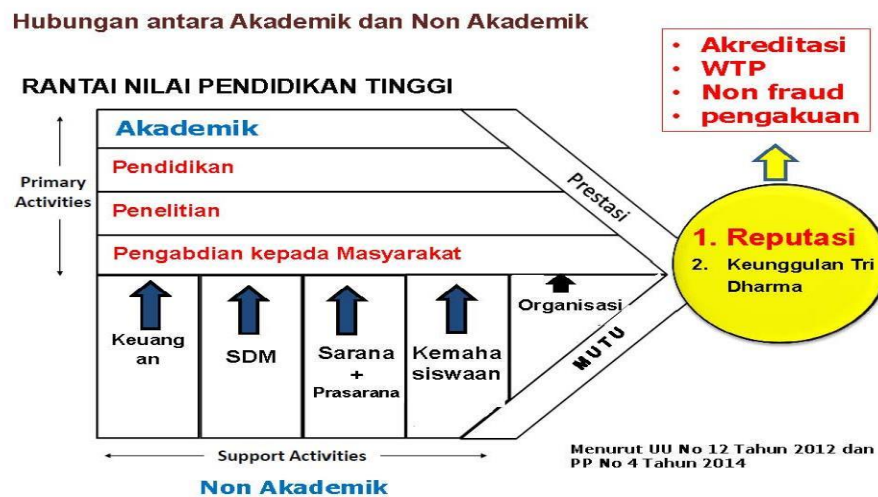 Hubungan antara Akademik dan Non Akademik
• Akreditasi
• WTP
• Non fraud
• pengakuan
RANTAI NILAI PENDIDIKAN TINGGI
Akademik
Pendidikan
Primary
Activities
Penelitian
Pengabdian kepada Masyarakat
Prestasi
1. Reputasi
2. Keunggulan Tri
Dharma
Keuang
an
SDM
Sarana
+
Prasarana
Kemaha
siswaan
Organisasi
MUTU
Support Activities
Non Akademik
Menurut UU No 12 Tahun 2012 dan
PP No 4 Tahun 2014